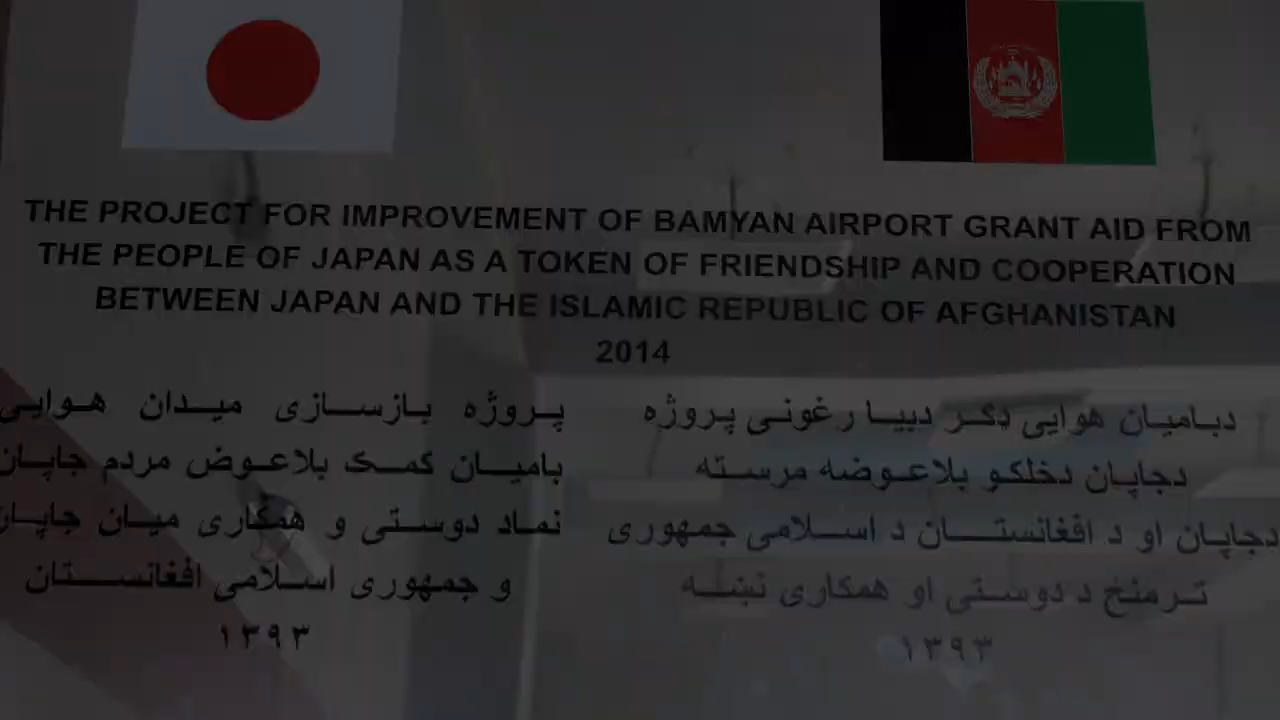 THE PROJECT FOR IMPROVEMENT OF BAMYAN AIRPORT GRANT AID FROM
THE PEOPLE OF JAPAN AS A TOKEN OF FRIENDSHIP AND COOPERATION
BETWEEN JAPAN AND THE ISLAMIC REPUBLIC OF AFGHANISTAN
2014
دبامیان هوایی دگر دبیا رغونی پروژه
دجاپان دخلکو بلاعوضه مرسته
دجاپان او د افغانستان د اسلامی جمهوری
ترمنځ د دوستی او همکاری نښه
۱۳۹۳
پروژه بازسازی میدان هوایی
بامیان کمک بلاعوض مردم جاپان
نماد دوستی و همکاری میان جاپان
و جمهوری اسلامی افغانستان
۱۳۹۳